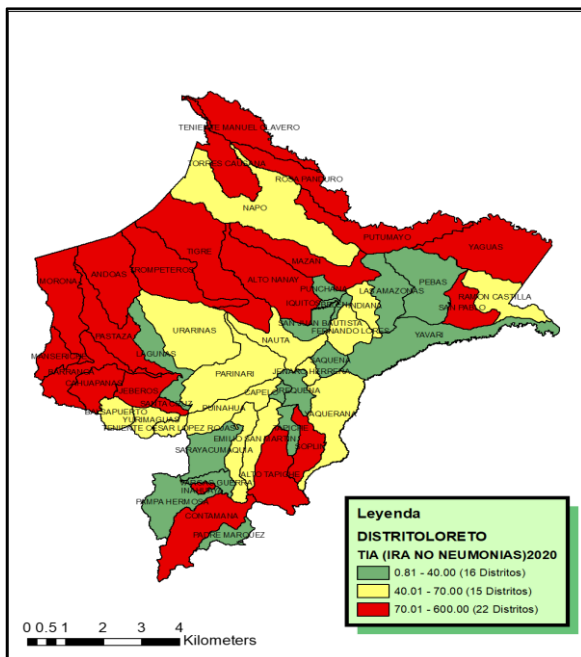 TENIENTE MANUEL CLAVERO
TORRES CAUSANA
ROSA PANDURO
NAPO
PUTUMAYO
YAGUAS
TIGRE
MAZAS
ANDOAS
TROMPETEROS
ALTO NANAY
PEBAS
MORONA
PUNCHANA
LAS AMAZONAS
RAMON CASTILLA
IQUITOS
INDIANA
SAN PABLO
PASTAZA
SAN JUAN BAUTISTA
URARINAS
FERNANDO LORES
YAVARI
NAUTA
LAGUNAS
MANSERICHE
SAQUENA
PARINARI
JENARO HERRERA
BARRANCA
CAHUAPANAS
JEBEROS
CAPELO
REQUENA
SANTA CRUZ
PUINAHUA
YAQUERANA
BALSAPUERTO
YURIMAGUAS
TENIENTE CESAR LOPEZ ROJAS
TAPICHE
EMILIO SAN MARTIN
SOPLIN
SARAYACU
MAQUIA
ALTO TAPICHE
VARGAS GUERRA
INAHUAYA
PAMPA HERMOSA
CONTAMANA
PADRE MARQUEZ
Leyenda
DISTRITOLORETO
TIA (IRA NO NEUMONIAS)2020
0.81 - 40.00 (16 Distritos)
40.01 - 70.00 (15 Distritos)
70.01 - 600.00 (22 Distritos)
0 0.5 1 2 3 4
Kilometers